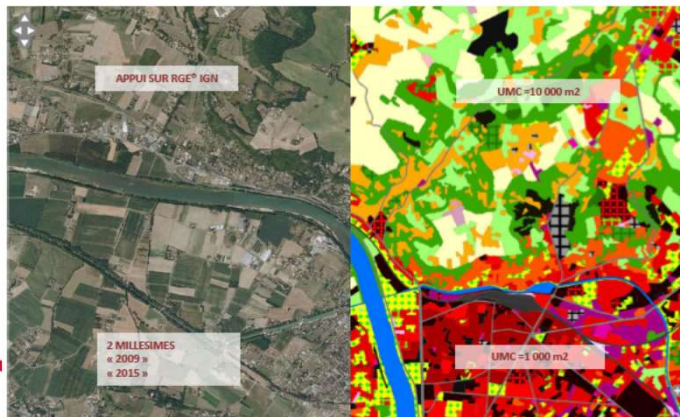 APPUI SUR RGE® IGN
UMC =10 000 m2
2 MILLESIMES
« 2009 »
« 2015 »
UMC =1 000 m2